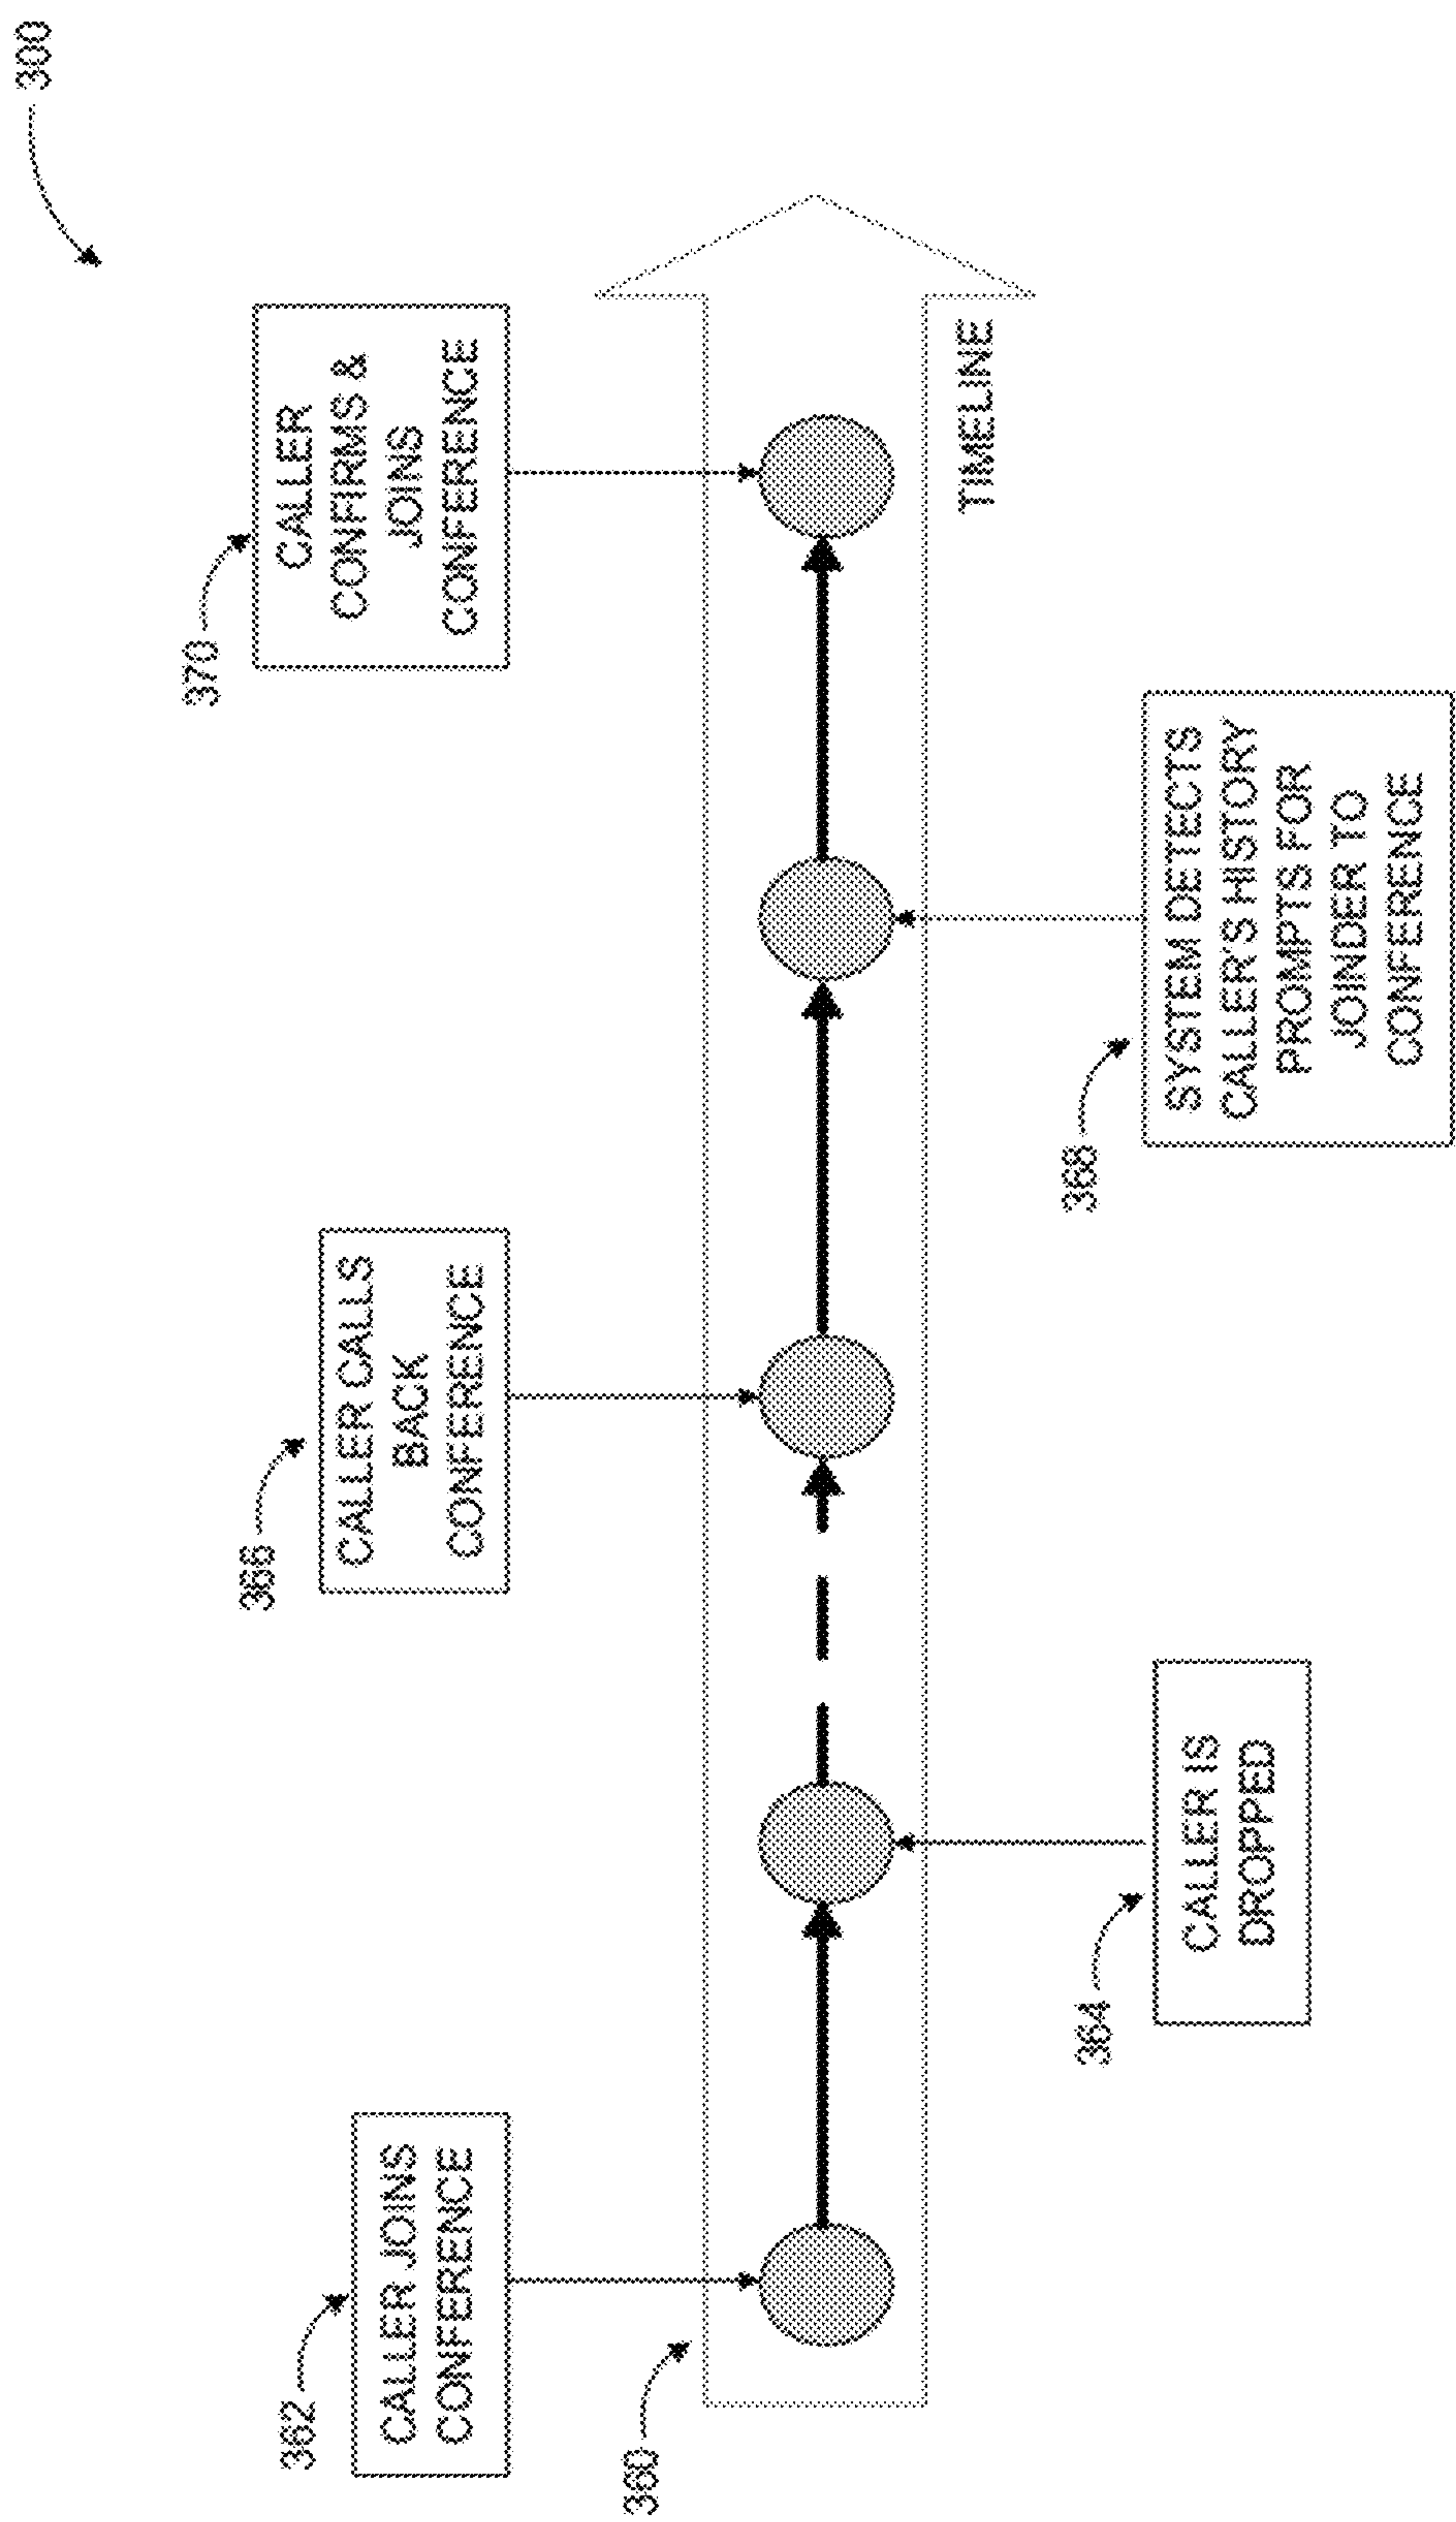 300
370
CALLER
CONFIRMS &
JOINS
CONFERENCE
366
CALLER CALLS
BACK
CONFERENCE
362
CALLER JOINS
CONFERENCE
360
TIMELINE
368
SYSTEM DETECTS
CALLER'S HISTORY
PROMPTS FOR
JOINDER TO
CONFERENCE
364
CALLER IS
DROPPED